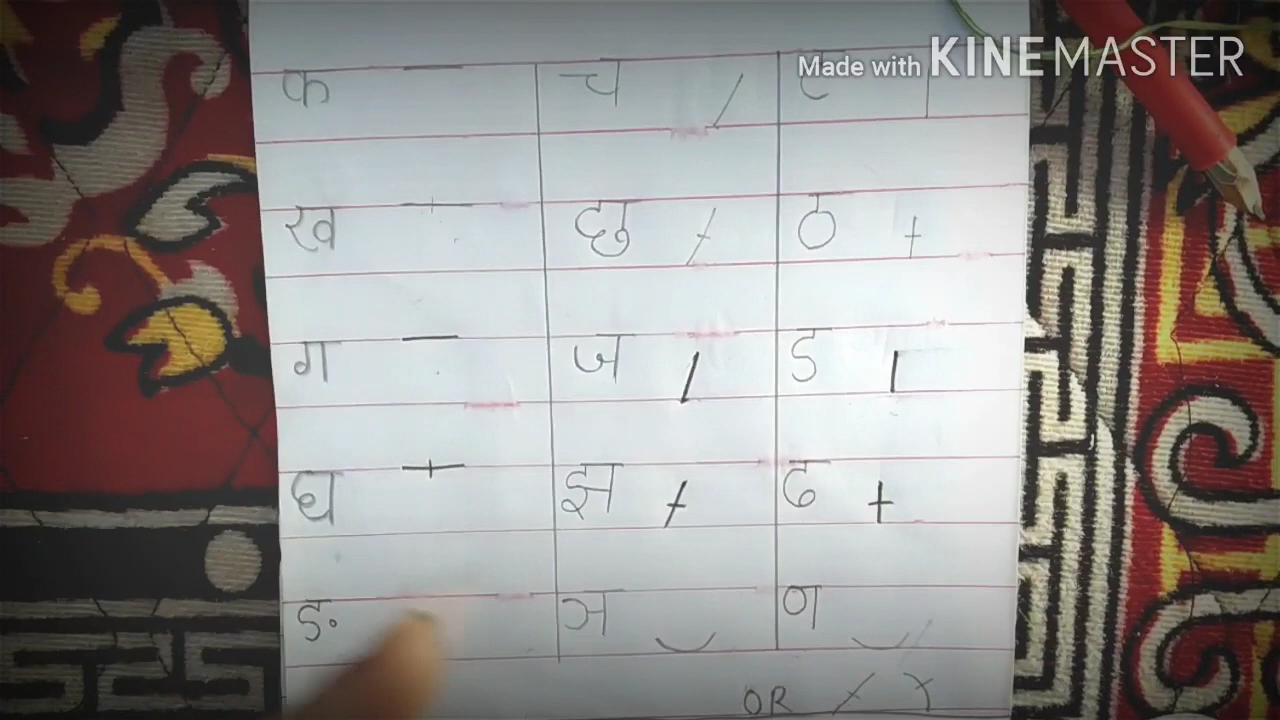 Made with KINEMASTER
क च ट
ख छ ठ
ग ज ड
घ झ ढ
ङ ञ ण
OR